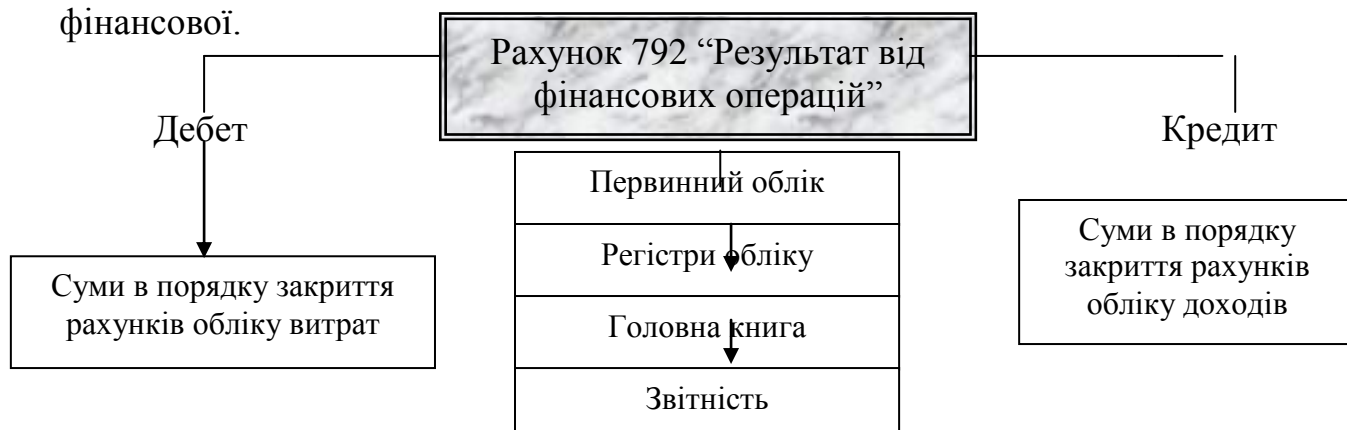 фінансової.
Рахунок 792 “Результат від
фінансових операцій”
Дебет
Кредит
Первинний облік
Регістри обліку
Головна книга
Звітність
Суми в порядку закриття
рахунків обліку витрат
Суми в порядку
закриття рахунків
обліку доходів